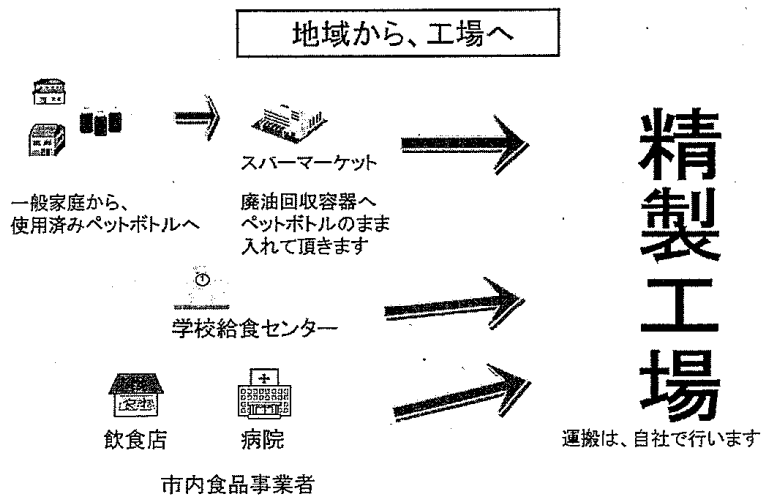 地域から、工場へ
スパーマーケット
一般家庭から、
使用済みペットボトルへ
廃油回収容器へ
ペットボトルのまま
入れて頂きます
学校給食センター
飲食店
病院
市内食品事業者
精製工場
運搬は、自社で行います